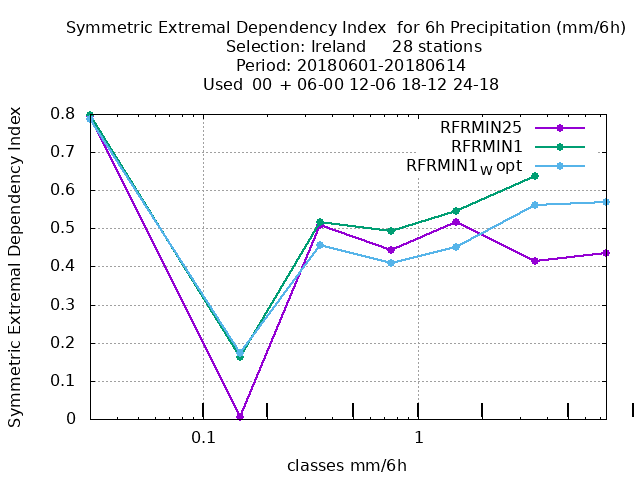 Symmetric Extremal Dependency Index  for 6h Precipitation (mm/6h)
Selection: Ireland     28 stations
Period: 20180601-20180614
Used  00  + 06-00 12-06 18-12 24-18
Symmetric Extremal Dependency Index
0.8
0.7
0.6
0.5
0.4
0.3
0.2
0.1
0
RFRMIN25
RFRMIN1
RFRMIN1W opt
0.1
1
classes mm/6h